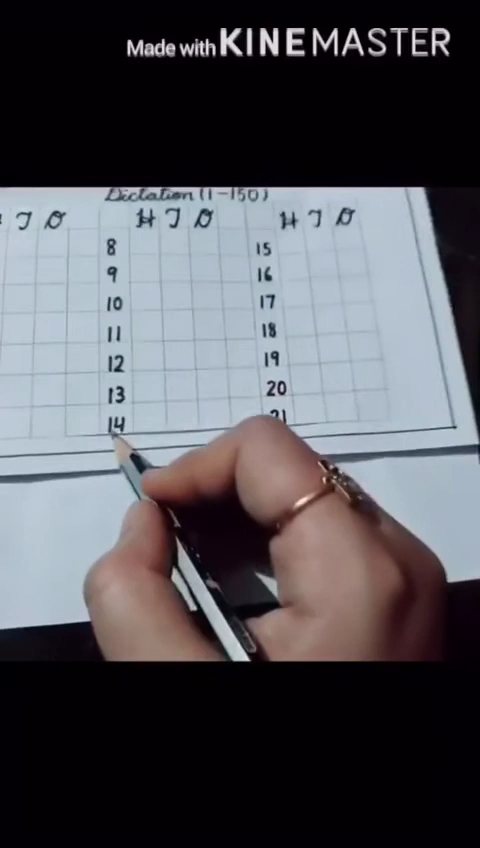 Made with KINEMASTER
Dictation (1-150)
T O H T O H T O
8 15
9 16
10 17
11 18
12 19
13 20
14 21